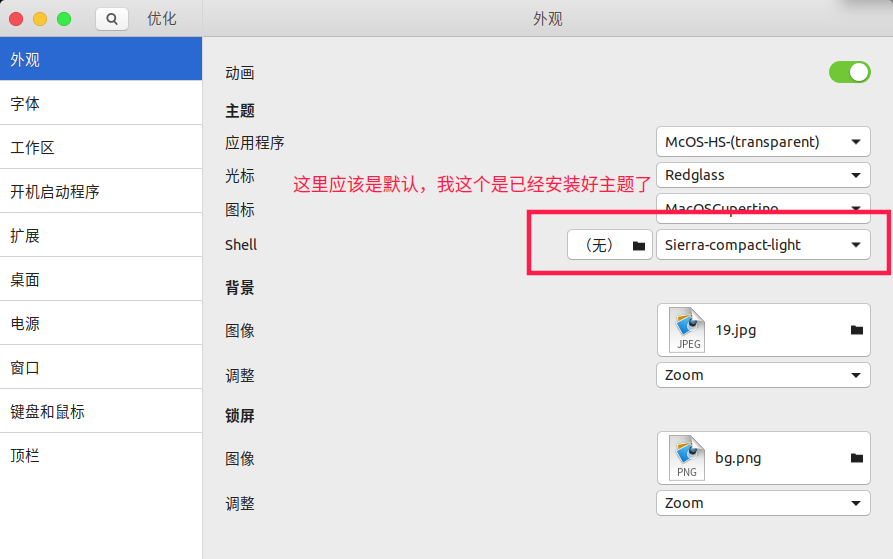 优化
外观
外观
字体
工作区
开机启动程序
扩展
桌面
电源
窗口
键盘和鼠标
顶栏
动画
主题
应用程序
McOS-HS-(transparent)
光标
这里应该是默认，我这个是已经安装好主题了
Redglass
图标
MacOSCupertino
Shell
（无）
Sierra-compact-light
背景
图像
JPEG
19.jpg
调整
Zoom
锁屏
图像
PNG
bg.png
调整
Zoom